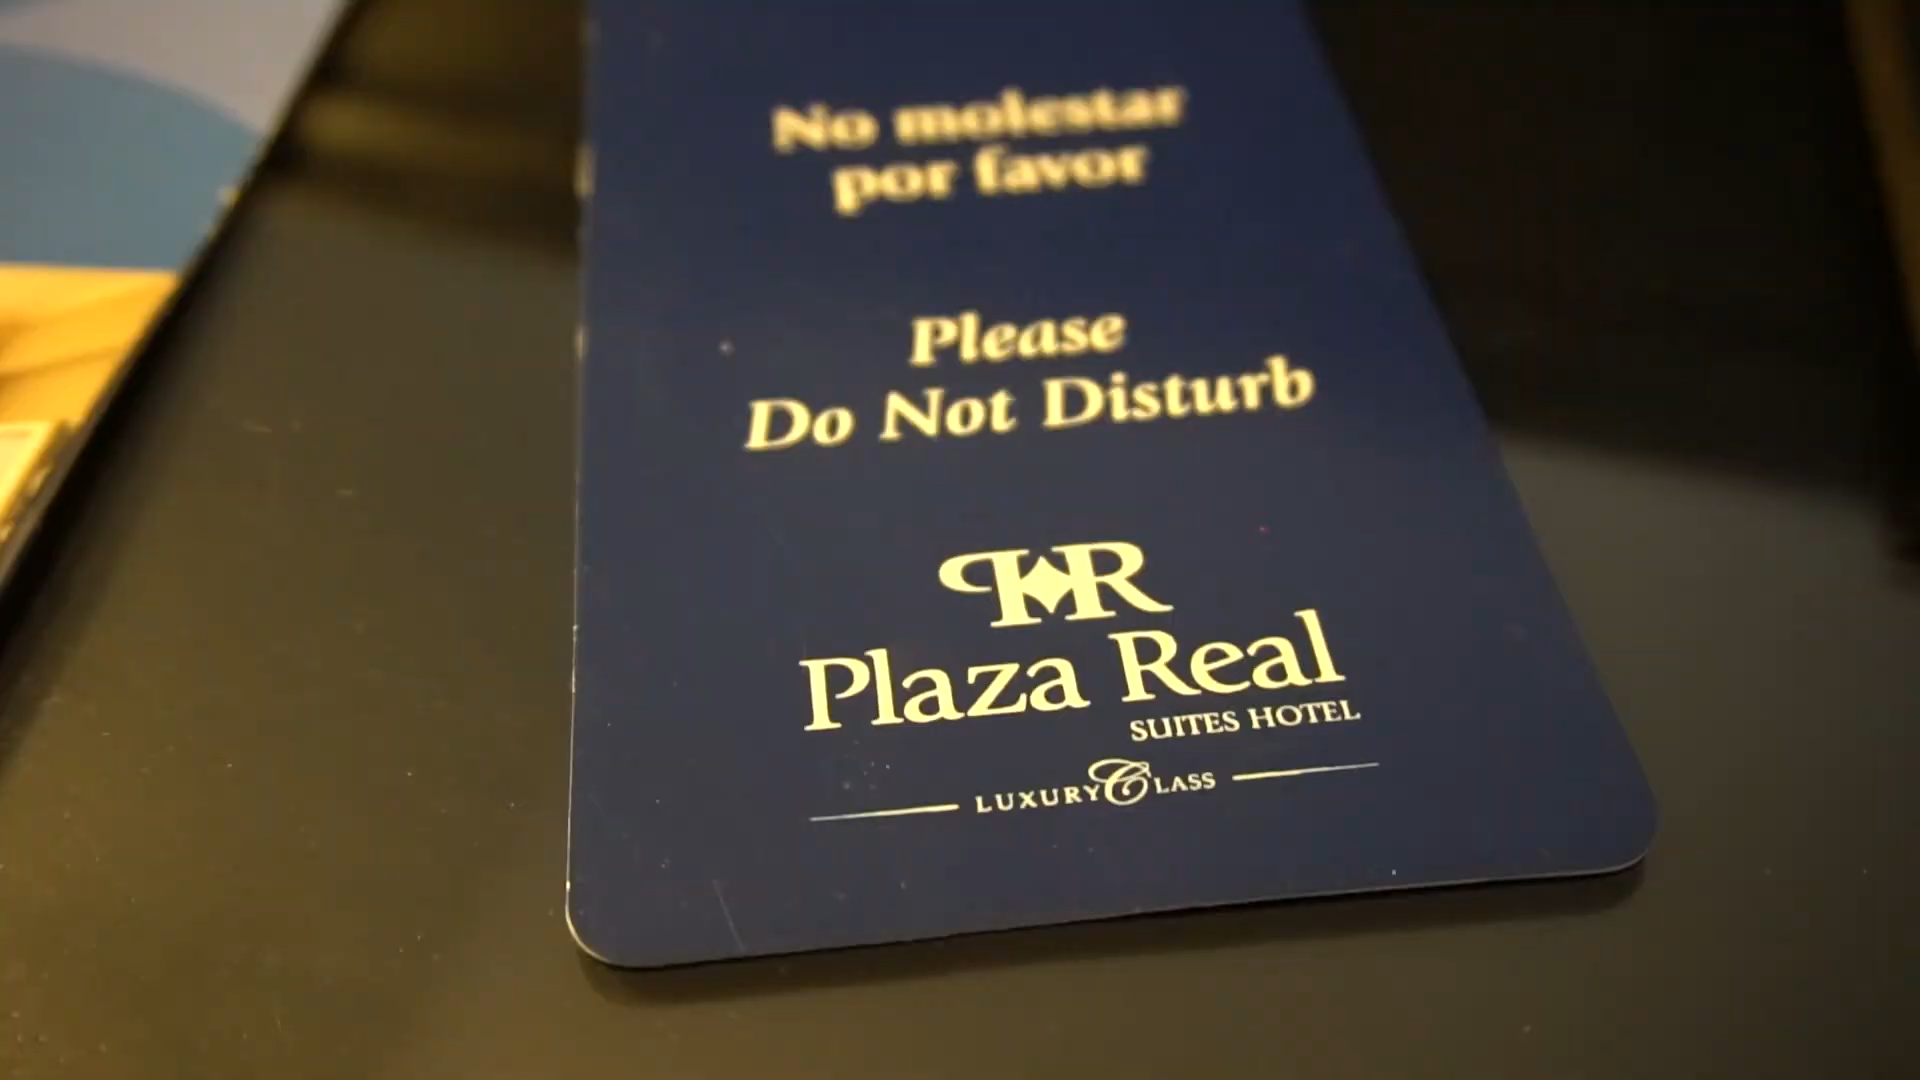 No molestar
por favor
Please
Do Not Disturb
PR
Plaza Real
SUITES HOTEL
LUXURY CLASS